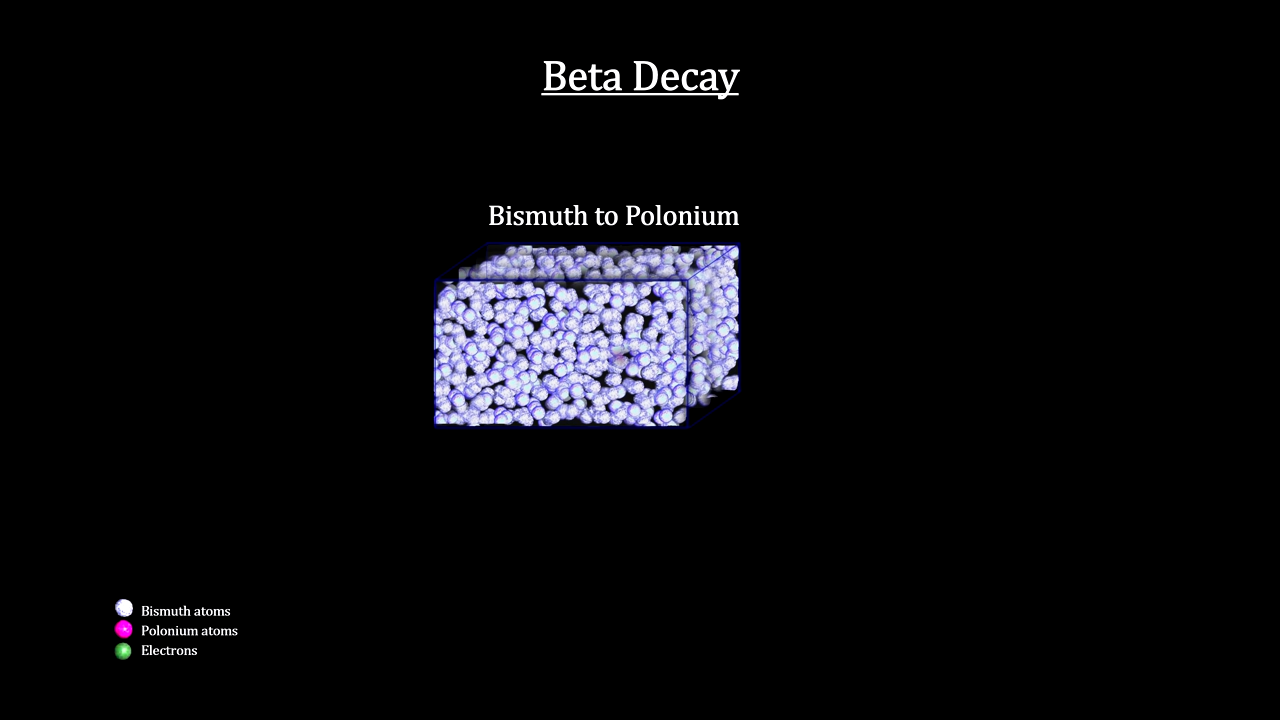 Beta Decay
Bismuth to Polonium
Bismuth atoms
Polonium atoms
Electrons